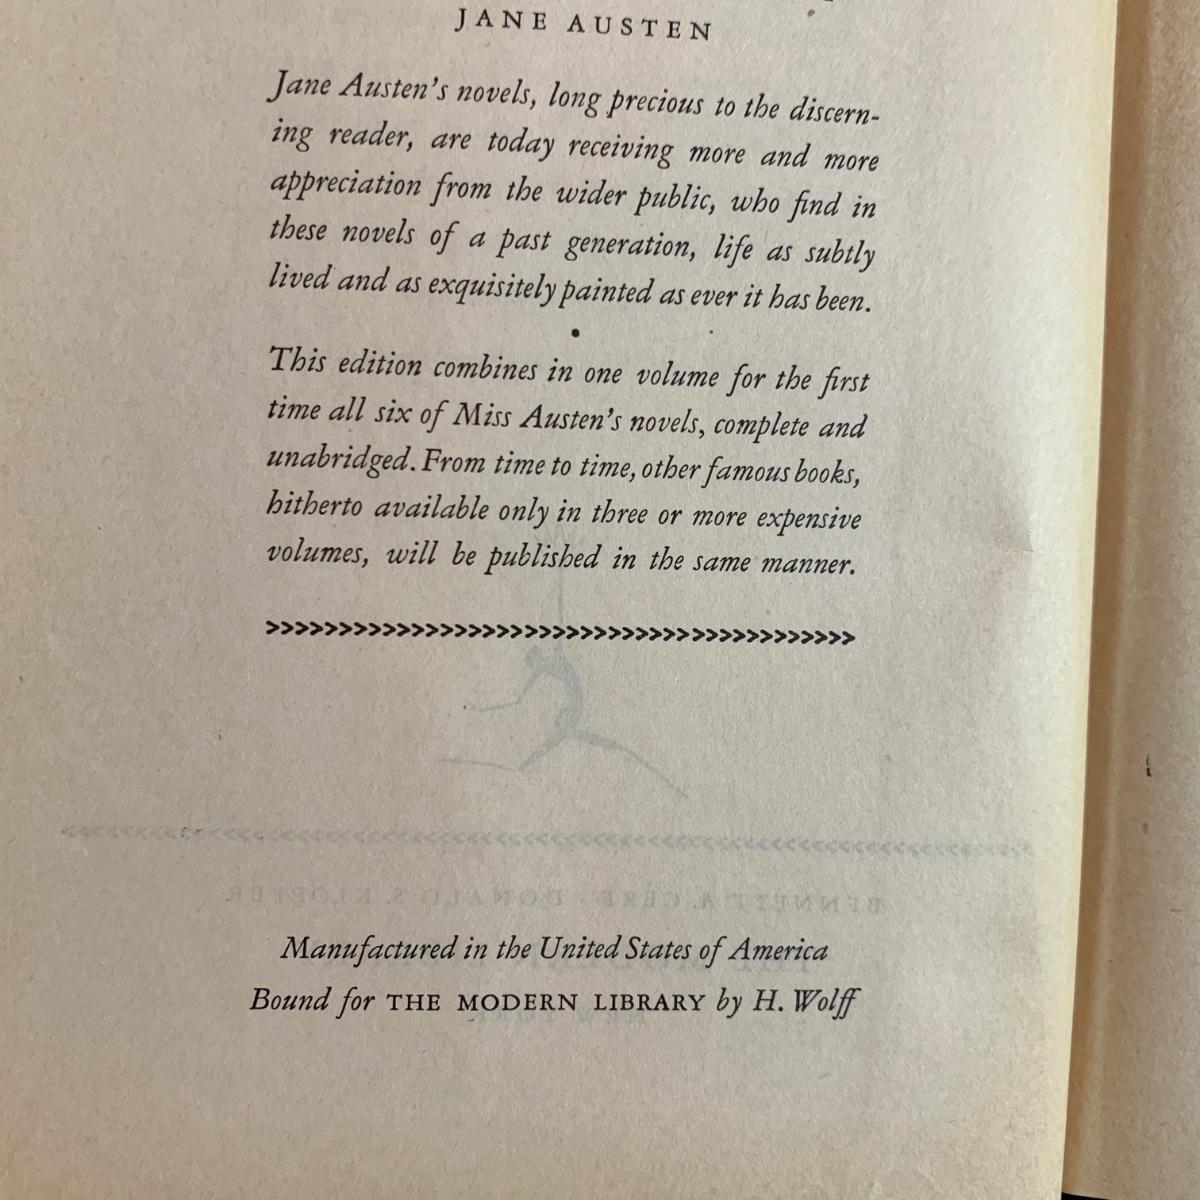 JANE AUSTEN
Jane Austen's novels, long precious to the discern-
ing reader, are today receiving more and more
appreciation from the wider public, who find in
these novels of a past generation, life as subtly
lived and as exquisitely painted as ever it has been.
•
This edition combines in one volume for the first
time all six of Miss Austen's novels, complete and
unabridged. From time to time, other famous books,
hitherto available only in three or more expensive
volumes, will be published in the same manner.
>>>>>>>>>>>>>>>>>>>>>>>>>>>>>>>>>>>>>>>>>
BENNETT A. CERF · DONALD S. KLOPFER
Manufactured in the United States of America
Bound for THE MODERN LIBRARY by H. Wolff